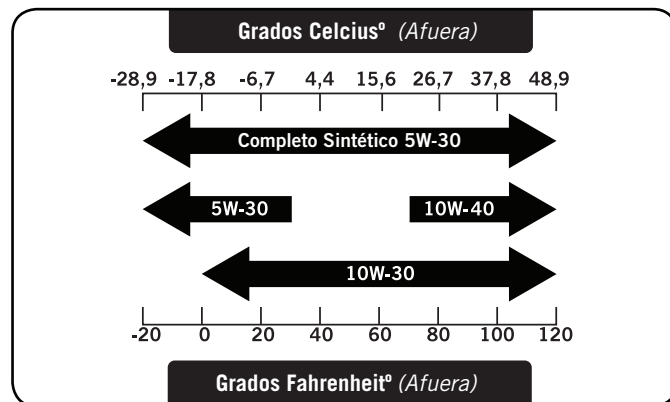 Grados Celciusº (Afuera)
-28,9 -17,8 -6,7 4,4 15,6 26,7 37,8 48,9
Completo Sintético 5W-30
5W-30 10W-40
10W-30
-20 0 20 40 60 80 100 120
Grados Fahrenheitº (Afuera)